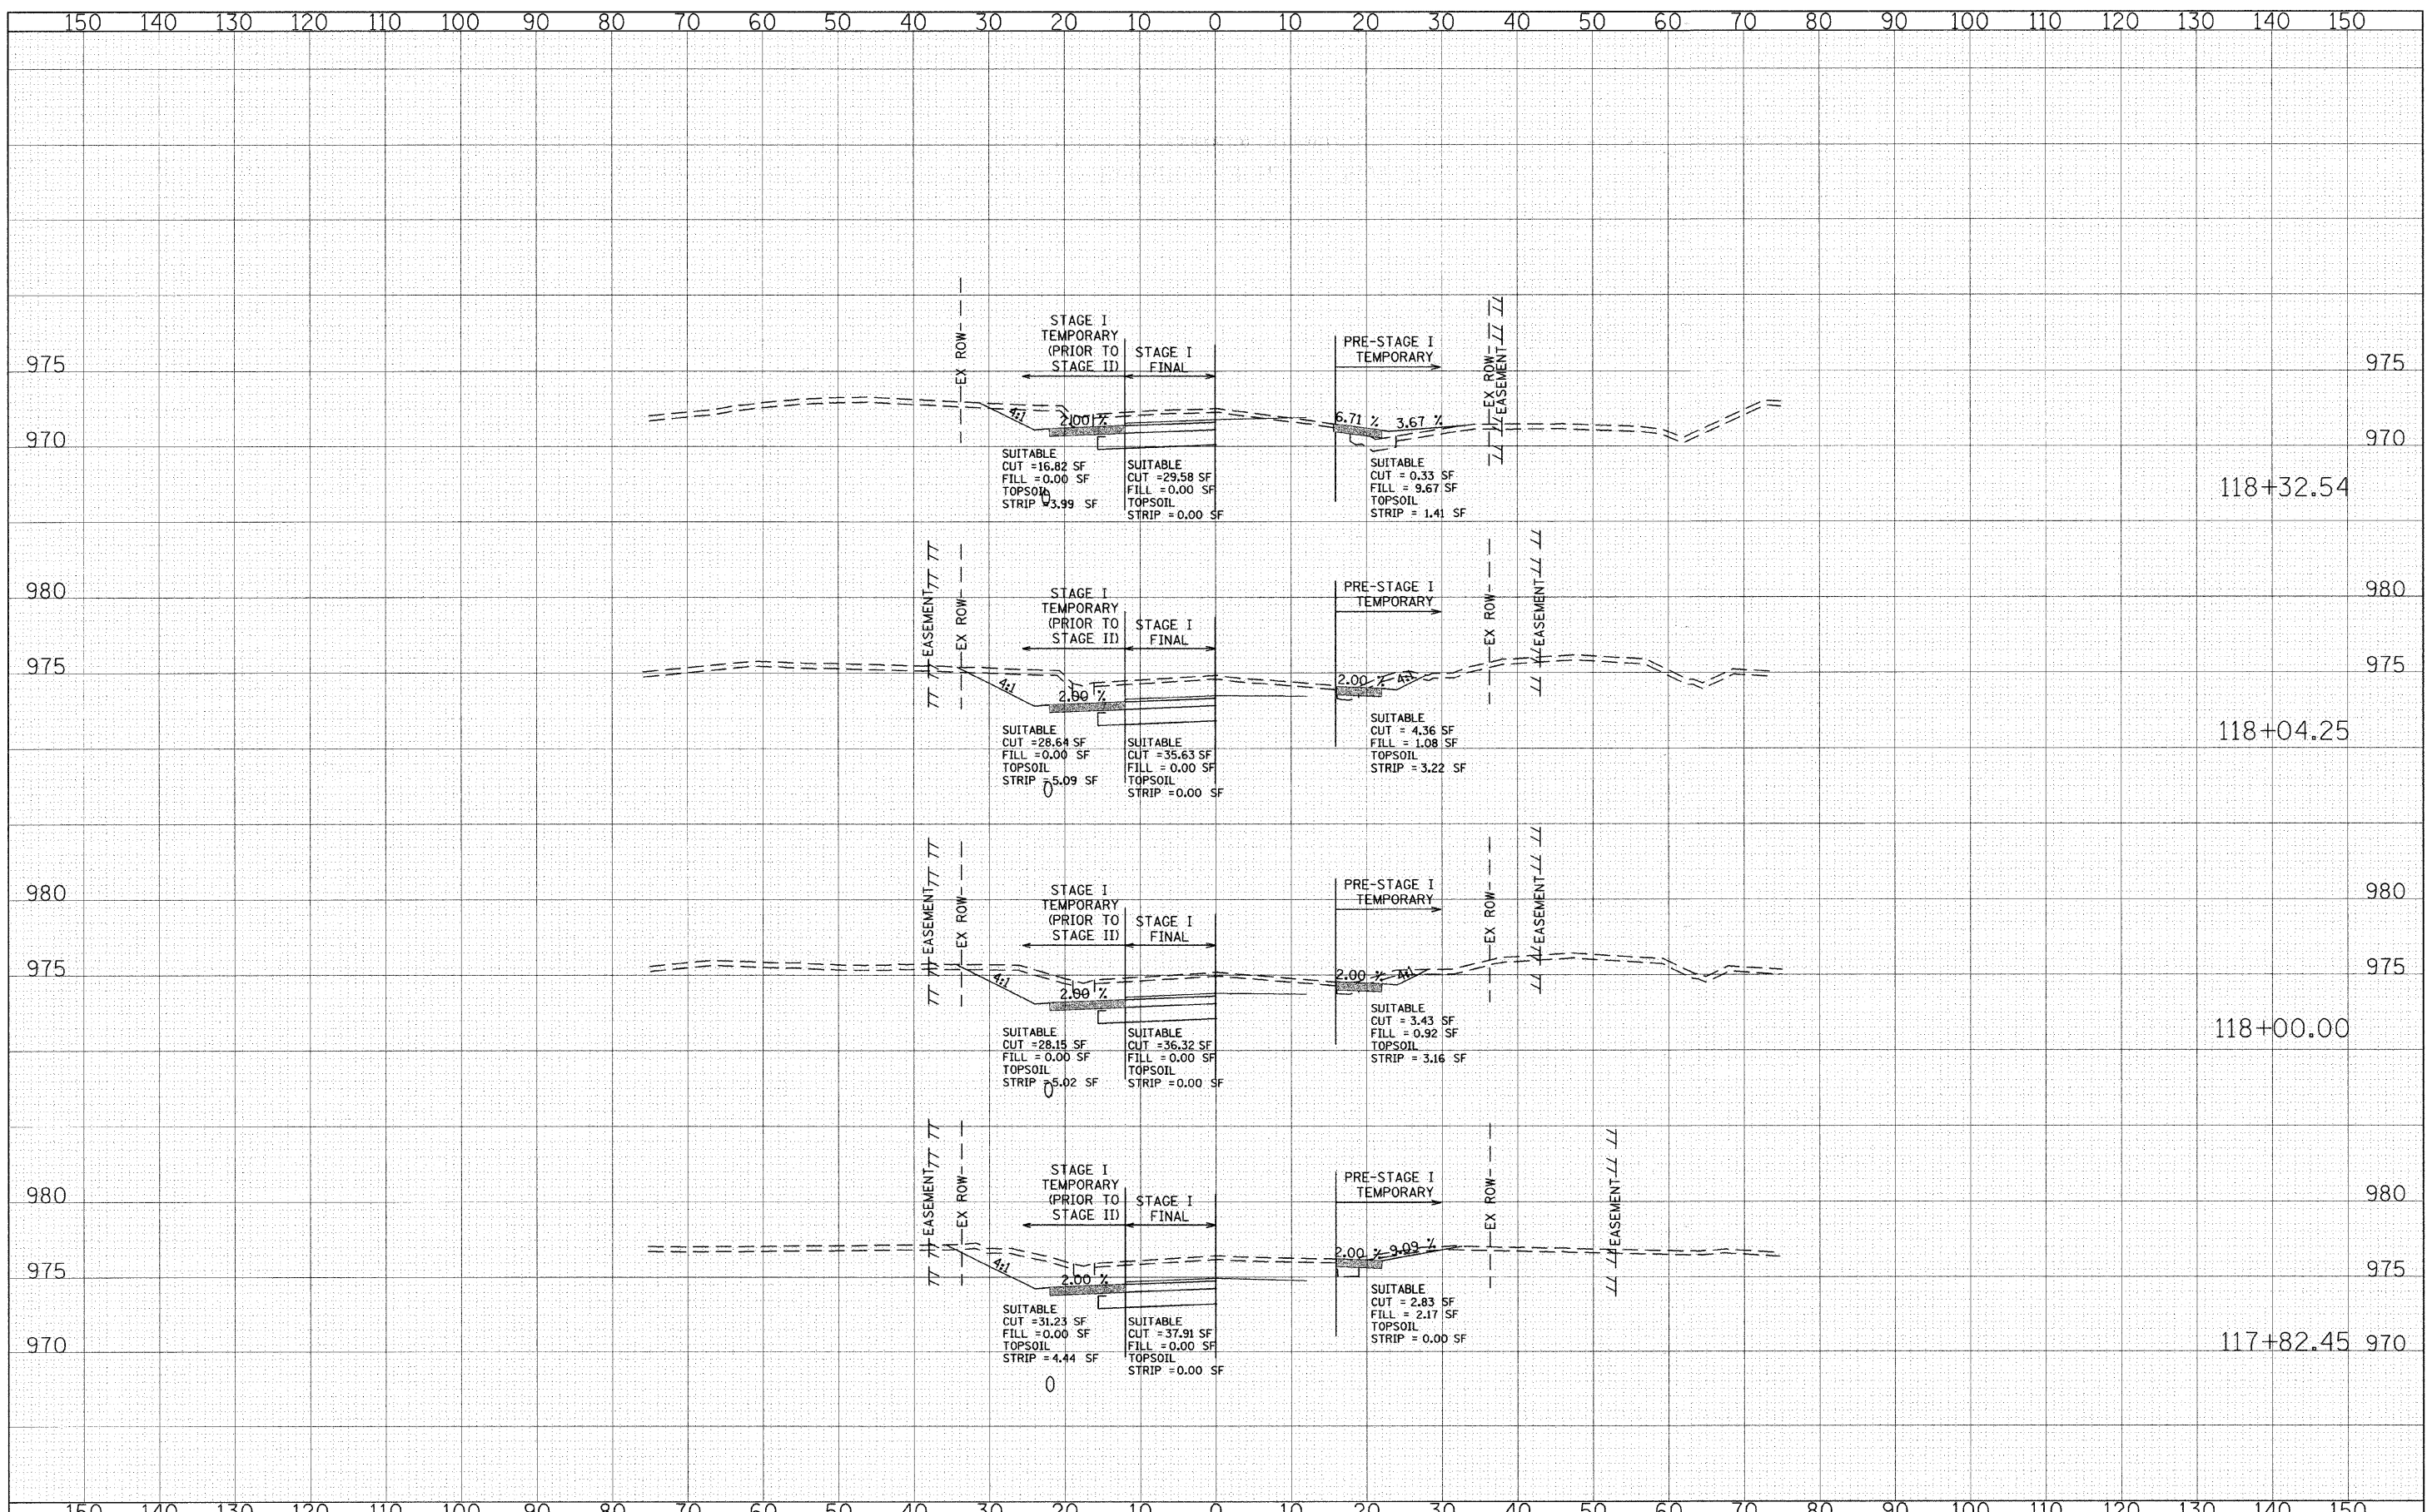 150 140 130 120 110 100 90 80 70 60 50 40 30 20 10 0 10 20 30 40 50 60 70 80 90 100 110 120 130 140 150
EX ROW
STAGE I
TEMPORARY
(PRIOR TO
STAGE II)
STAGE I
FINAL
PRE-STAGE I
TEMPORARY
EX ROW
EASEMENT
975 975
4:1
2.00 %
6.71 %
3.67 %
970 970
SUITABLE
CUT =16.82 SF
FILL =0.00 SF
TOPSOIL
STRIP =3.99 SF
0
SUITABLE
CUT =29.58 SF
FILL =0.00 SF
TOPSOIL
STRIP =0.00 SF
SUITABLE
CUT = 0.33 SF
FILL = 9.67 SF
TOPSOIL
STRIP = 1.41 SF
118+32.54
EASEMENT
EX ROW
STAGE I
TEMPORARY
(PRIOR TO
STAGE II)
STAGE I
FINAL
PRE-STAGE I
TEMPORARY
EX ROW
EASEMENT
980 980
975 975
4:1
2.00 %
2.00 %
4:1
SUITABLE
CUT =28.64 SF
FILL =0.00 SF
TOPSOIL
STRIP =5.09 SF
0
SUITABLE
CUT =35.63 SF
FILL = 0.00 SF
TOPSOIL
STRIP =0.00 SF
SUITABLE
CUT = 4.36 SF
FILL = 1.08 SF
TOPSOIL
STRIP = 3.22 SF
118+04.25
EASEMENT
EX ROW
STAGE I
TEMPORARY
(PRIOR TO
STAGE II)
STAGE I
FINAL
PRE-STAGE I
TEMPORARY
EX ROW
EASEMENT
980 980
975 975
4:1
2.00 %
2.00 %
4:1
SUITABLE
CUT =28.15 SF
FILL = 0.00 SF
TOPSOIL
STRIP =5.02 SF
0
SUITABLE
CUT =36.32 SF
FILL = 0.00 SF
TOPSOIL
STRIP =0.00 SF
SUITABLE
CUT = 3.43 SF
FILL = 0.92 SF
TOPSOIL
STRIP = 3.16 SF
118+00.00
EASEMENT
EX ROW
STAGE I
TEMPORARY
(PRIOR TO
STAGE II)
STAGE I
FINAL
PRE-STAGE I
TEMPORARY
EX ROW
EASEMENT
980 980
975 975
4:1
2.00 %
2.00 %
9.09 %
SUITABLE
CUT =31.23 SF
FILL =0.00 SF
TOPSOIL
STRIP =4.44 SF
0
SUITABLE
CUT =37.91 SF
FILL =0.00 SF
TOPSOIL
STRIP =0.00 SF
SUITABLE
CUT = 2.83 SF
FILL = 2.17 SF
TOPSOIL
STRIP = 0.00 SF
970 117+82.45 970
150 140 130 120 110 100 90 80 70 60 50 40 30 20 10 0 10 20 30 40 50 60 70 80 90 100 110 120 130 140 150